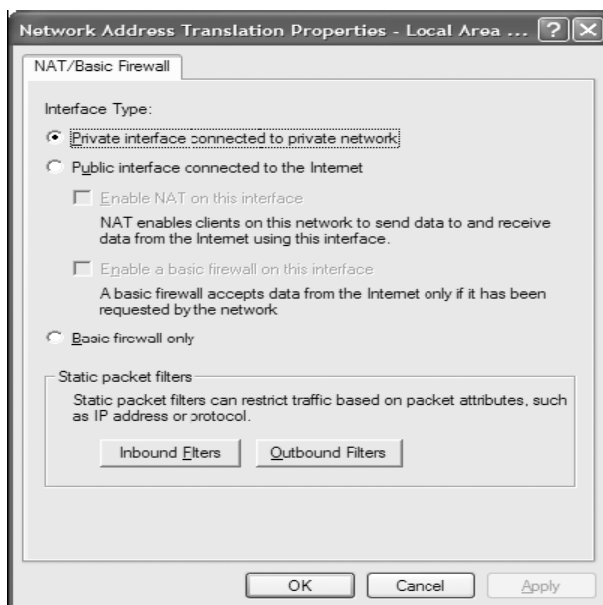 Network Address Translation Properties - Local Area ...
NAT/Basic Firewall
Interface Type:
Private interface connected to private network
Public interface connected to the Internet
Enable NAT on this interface
NAT enables clients on this network to send data to and receive
data from the Internet using this interface.
Enable a basic firewall on this interface
A basic firewall accepts data from the Internet only if it has been
requested by the network
Basic firewall only
Static packet filters
Static packet filters can restrict traffic based on packet attributes, such
as IP address or protocol.
Inbound Filters
Outbound Filters
OK
Cancel
Apply